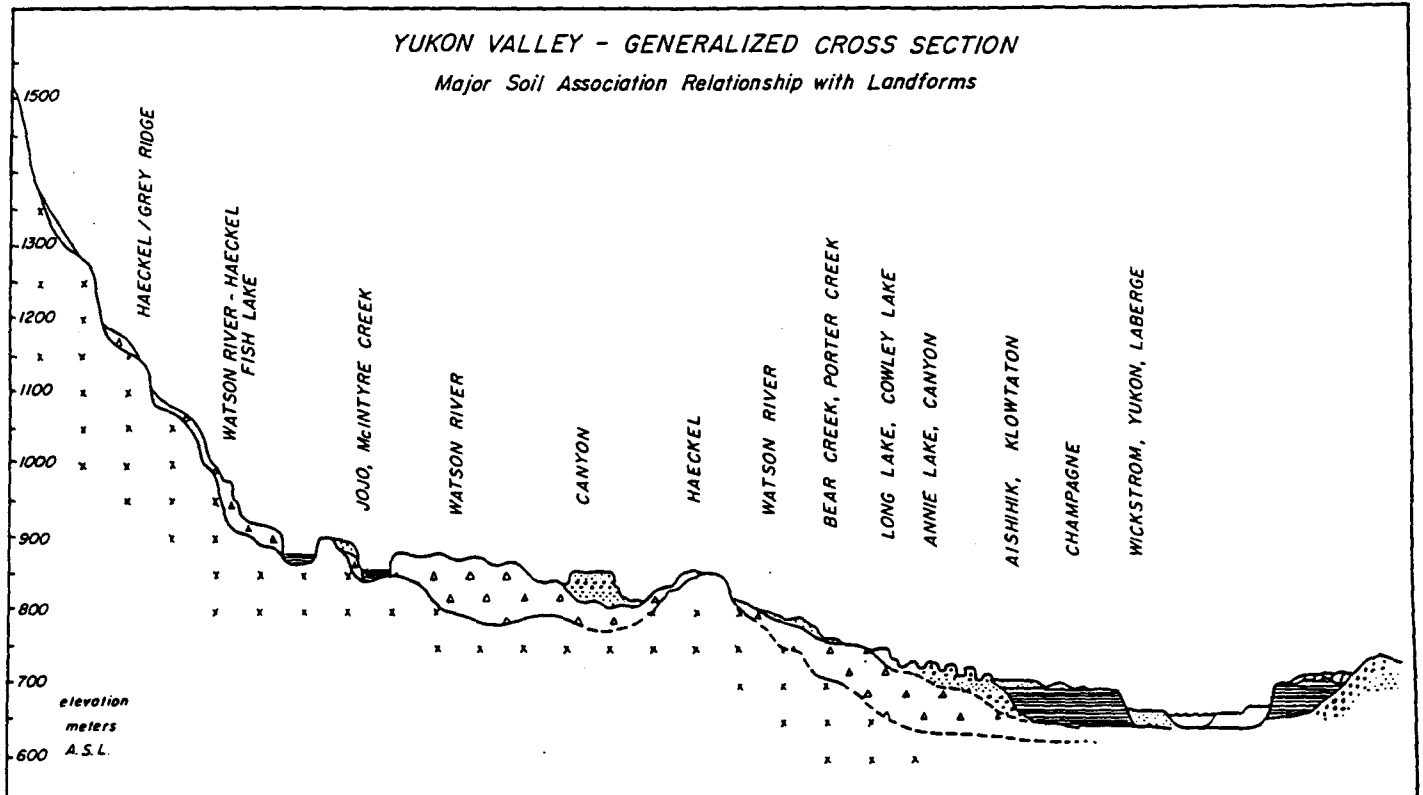 YUKON VALLEY - GENERALIZED CROSS SECTION
Major Soil Association Relationship with Landforms
1500
1300
1200
1100
1000
900
800
700
600
elevation
meters
A.S.L.
HAECKEL / GREY RIDGE
WATSON RIVER - HAECKEL
FISH LAKE
JOJO, McINTYRE CREEK
WATSON RIVER
CANYON
HAECKEL
WATSON RIVER
BEAR CREEK, PORTER CREEK
LONG LAKE, COWLEY LAKE
ANNIE LAKE, CANYON
AISHIHIK, KLOWTATON
CHAMPAGNE
WICKSTROM, YUKON, LABERGE